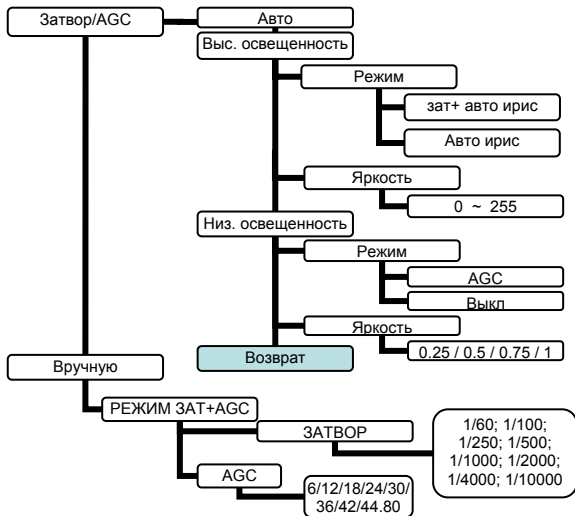 Затвор/AGC
Авто
Выс. освещенность
Режим
зат+ авто ирис
Авто ирис
Яркость
0 ~ 255
Низ. освещенность
Режим
AGC
Выкл
Яркость
0.25 / 0.5 / 0.75 / 1
Возврат
Вручную
РЕЖИМ ЗАТ+AGC
ЗАТВОР
1/60; 1/100;
1/250; 1/500;
1/1000; 1/2000;
1/4000; 1/10000
AGC
6/12/18/24/30/
36/42/44.80